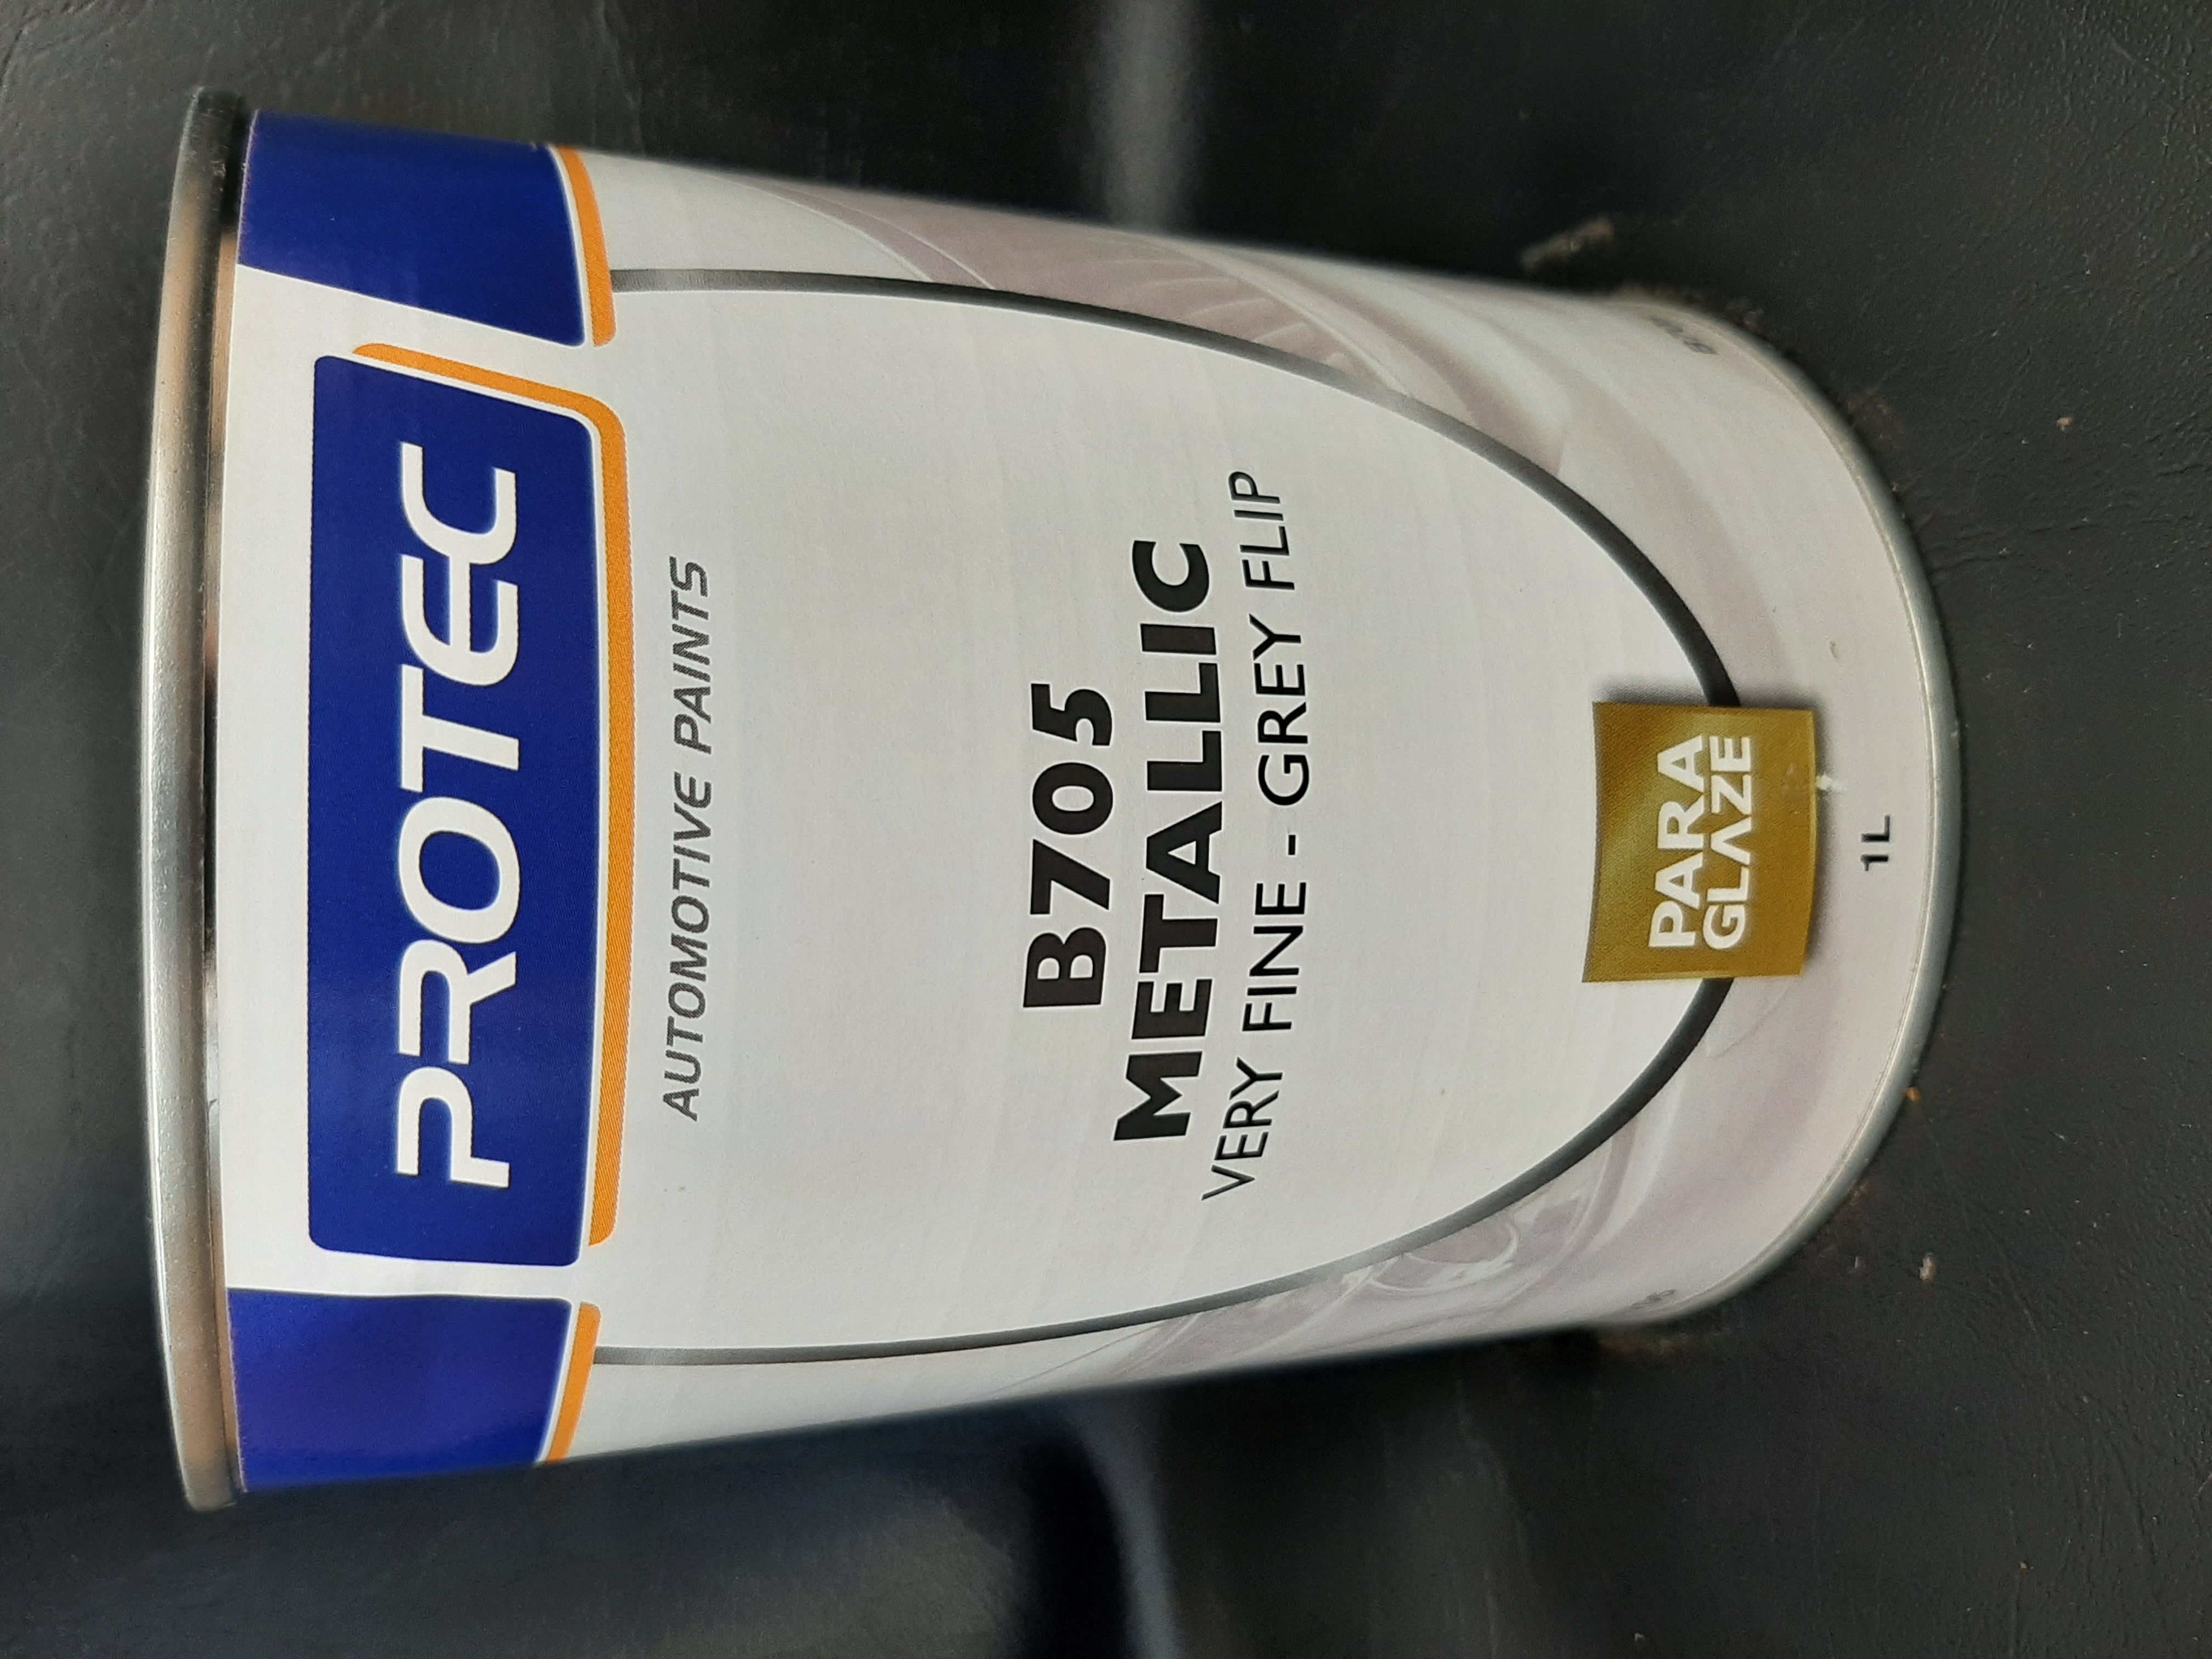 PROTEC
AUTOMOTIVE PAINTS
B705
METALLIC
VERY FINE - GREY FLIP
PARA
GLAZE
1L